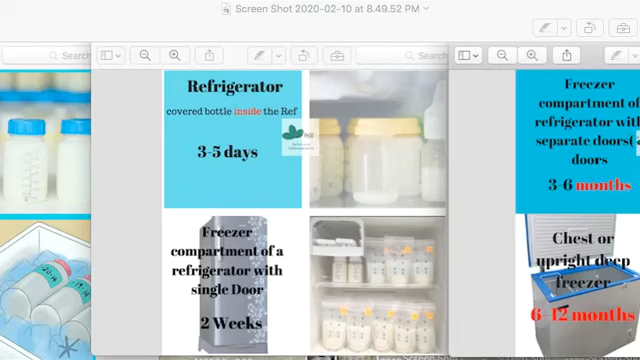 Screen Shot 2020-02-10 at 8.49.52 PM
Search
Search
Refrigerator
covered bottle inside the Ref
3-5 days
Freezer
compartment of a
refrigerator with
single Door
2 Weeks
Freezer
compartment of
refrigerator with
separate doors(
doors
3-6 months
Chest or
upright deep
freezer
6-12 months